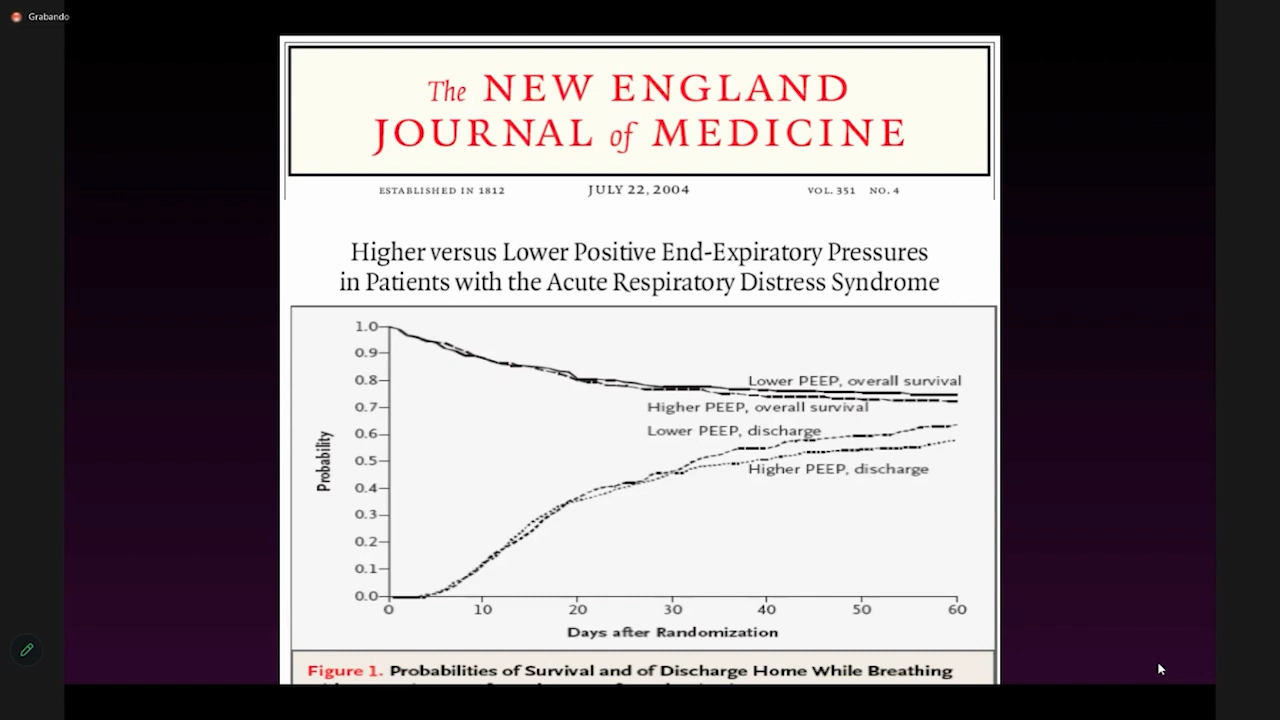 Grabando
The NEW ENGLAND
JOURNAL of MEDICINE
ESTABLISHED IN 1812 JULY 22, 2004 VOL. 351 NO. 4
Higher versus Lower Positive End-Expiratory Pressures
in Patients with the Acute Respiratory Distress Syndrome
1.0
0.9
0.8
0.7
0.6
0.5
0.4
0.3
0.2
0.1
0.0
Probability
Lower PEEP, overall survival
Higher PEEP, overall survival
Lower PEEP, discharge
Higher PEEP, discharge
0 10 20 30 40 50 60
Days after Randomization
Figure 1. Probabilities of Survival and of Discharge Home While Breathing